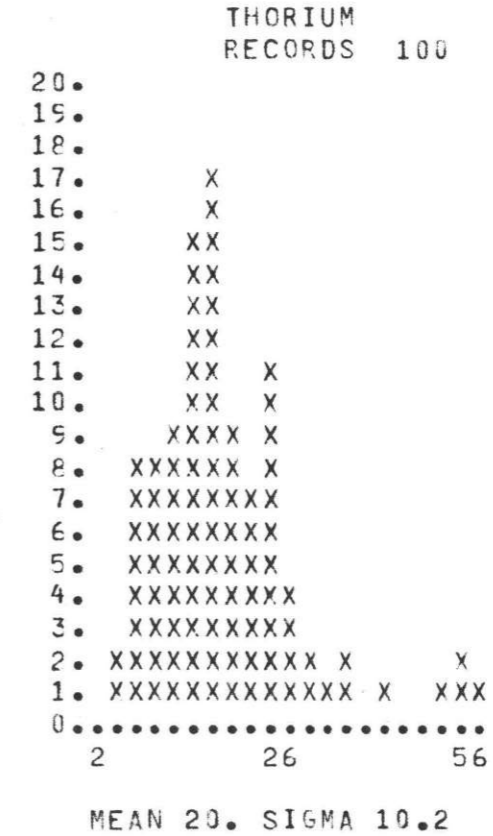 THORIUM
RECORDS 100
20.
19.
18.
17. X
16. X
15. XX
14. XX
13. XX
12. XX
11. XX X
10. XX X
9. XXXX X
8. XXXXXX X
7. XXXXXXXX
6. XXXXXXXX
5. XXXXXXXX
4. XXXXXXXXX
3. XXXXXXXXX
2. XXXXXXXXXXX X X
1. XXXXXXXXXXXXX X XXX
0.....................
2 26 56
MEAN 20. SIGMA 10.2